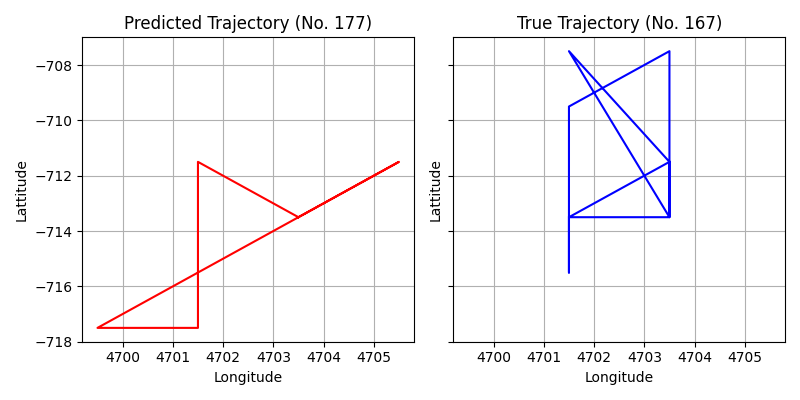 Predicted Trajectory (No. 177)
True Trajectory (No. 167)
Lattitude
−708
−710
−712
−714
−716
−718
4700 4701 4702 4703 4704 4705
Longitude
Lattitude
4700 4701 4702 4703 4704 4705
Longitude